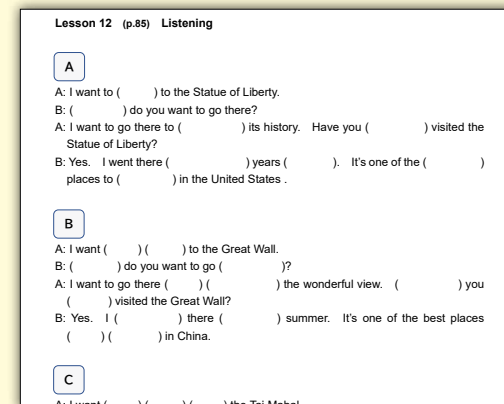 Lesson 12 (p.85) Listening
A
A: I want to ( ) to the Statue of Liberty.
B: ( ) do you want to go there?
A: I want to go there to ( ) its history. Have you ( ) visited the
Statue of Liberty?
B: Yes. I went there ( ) years ( ). It's one of the ( )
places to ( ) in the United States .
B
A: I want ( ) ( ) to the Great Wall.
B: ( ) do you want to go ( )?
A: I want to go there ( ) ( ) the wonderful view. ( ) you
( ) visited the Great Wall?
B: Yes. I ( ) there ( ) summer. It's one of the best places
( ) ( ) in China.
C
A: I want ( ) ( ) ( ) the Taj Mahal.